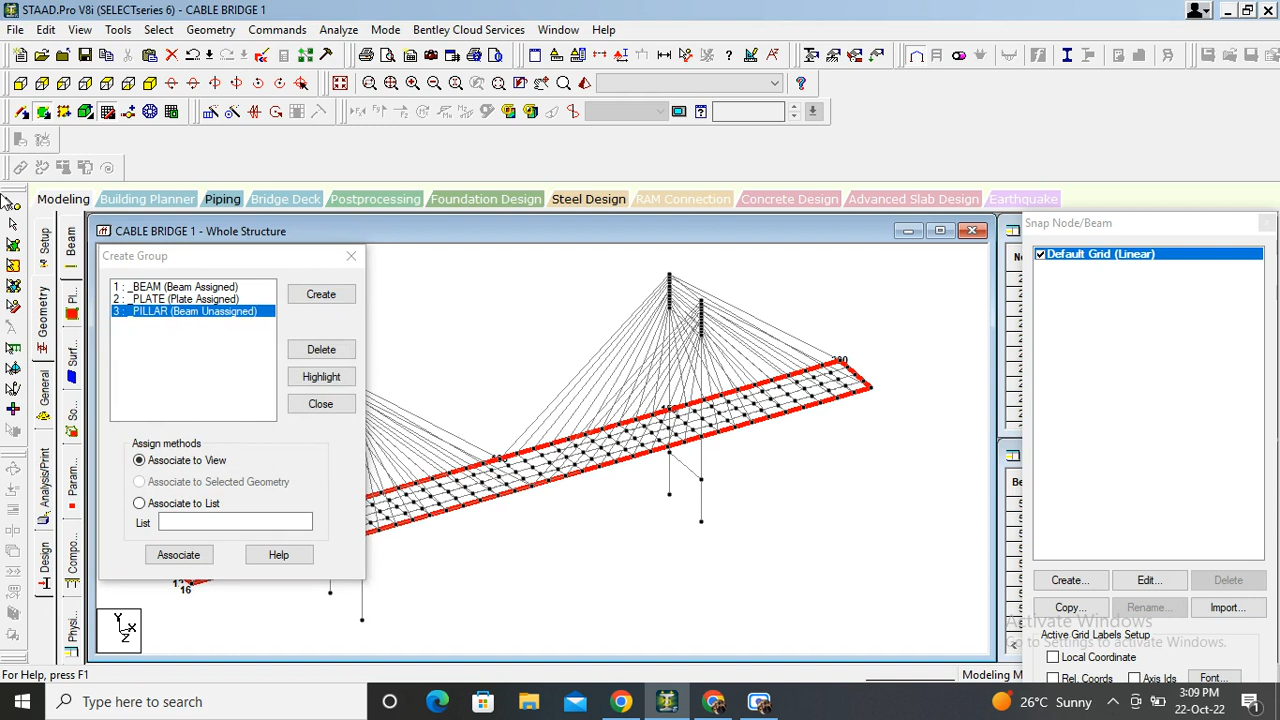 STAAD.Pro V8i (SELECTseries 6) - CABLE BRIDGE 1
File Edit View Tools Select Geometry Commands Analyze Mode Bentley Cloud Services Window Help
Modeling Building Planner Piping Bridge Deck Postprocessing Foundation Design Steel Design RAM Connection Concrete Design Advanced Slab Design Earthquake
CABLE BRIDGE 1 - Whole Structure
Snap Node/Beam
Create Group
Default Grid (Linear)
1 : _BEAM (Beam Assigned)
2 : _PLATE (Plate Assigned)
3 : _PILLAR (Beam Unassigned)
Create
Delete
Highlight
Close
Assign methods
Associate to View
Associate to Selected Geometry
Associate to List
List
Associate Help
Setup
Geometry
General
Analysis/Print
Design
Beam
Pl...
Surf...
So...
Param...
Compo...
Physi...
16
Y
X
Z
Create... Edit... Delete
Copy... Rename... Import...
Activate Windows
Go to Settings to activate Windows.
Active Grid Labels Setup
Local Coordinate
Rel. Coords Axis Ids Font...
For Help, press F1
Modeling M
Type here to search
26°C Sunny
3:09 PM
22-Oct-22